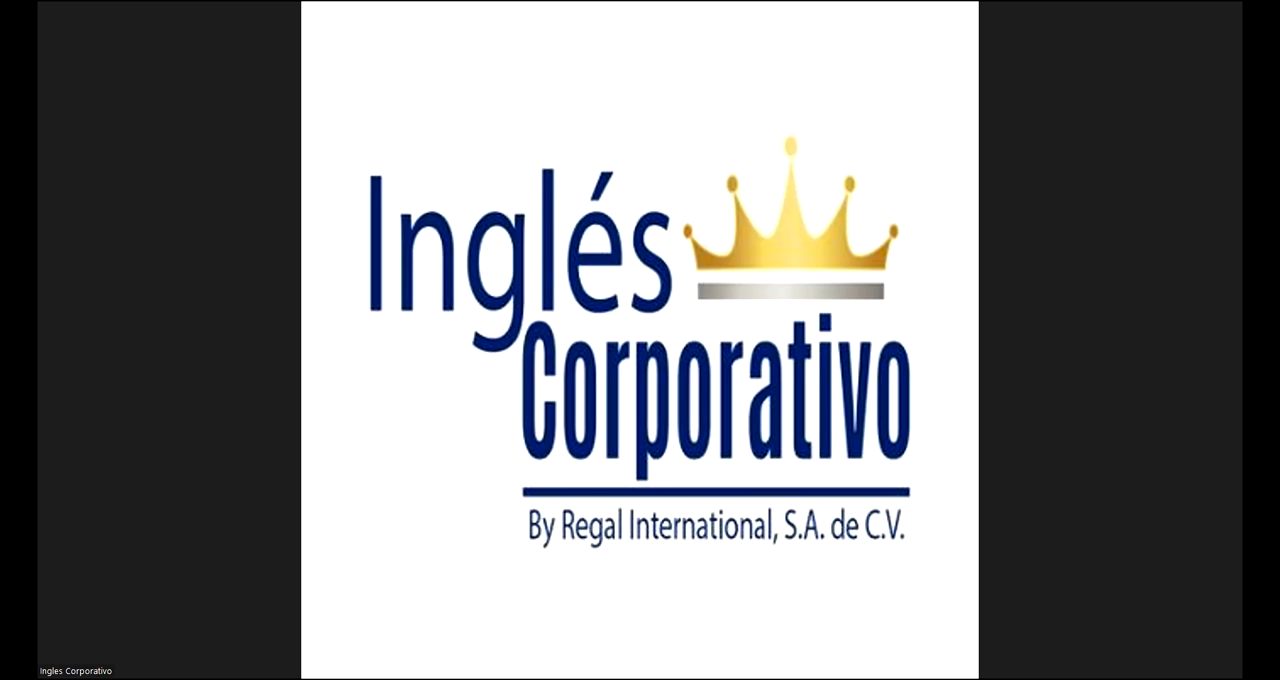 Inglés
Corporativo
By Regal International, S.A. de C.V.
Ingles Corporativo